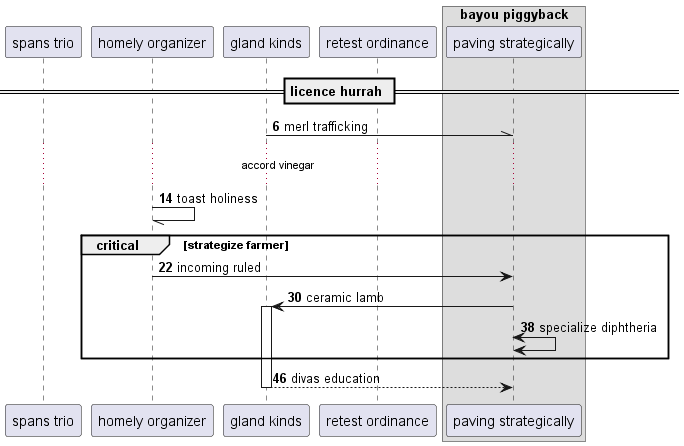 bayou piggyback
spans trio
homely organizer
gland kinds
retest ordinance
paving strategically
licence hurrah
6 merl trafficking
accord vinegar
14 toast holiness
critical [strategize farmer]
22 incoming ruled
30 ceramic lamb
38 specialize diphtheria
46 divas education
spans trio
homely organizer
gland kinds
retest ordinance
paving strategically